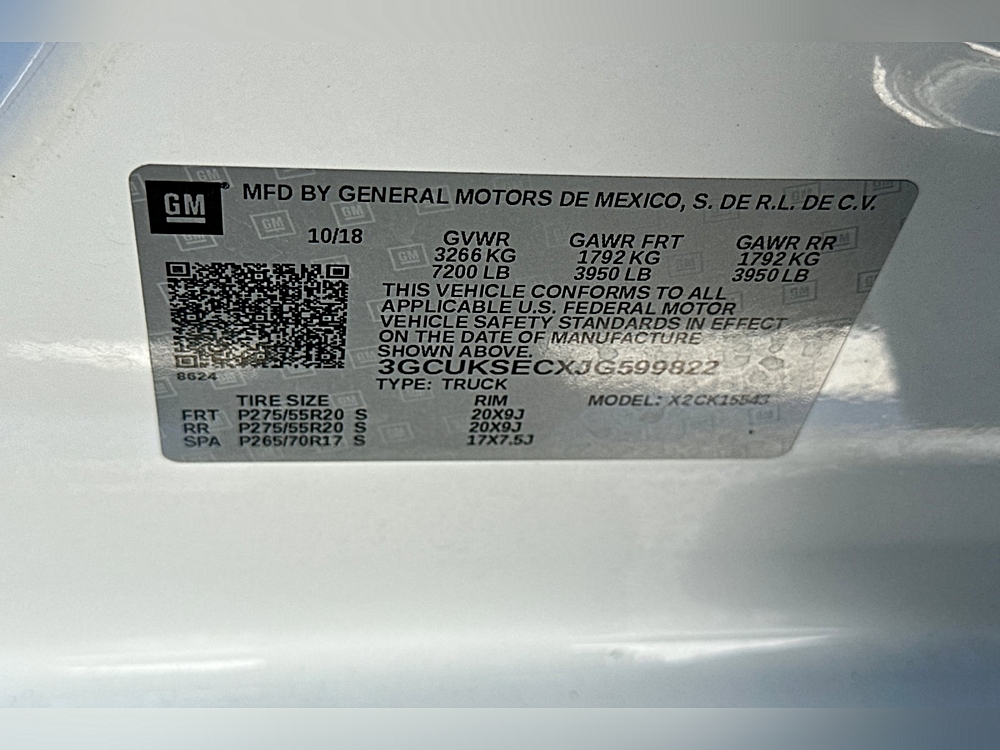 GM
MFD BY GENERAL MOTORS DE MEXICO, S. DE R.L. DE C.V.
10/18 GVWR GAWR FRT GAWR RR
3266 KG 1792 KG 1792 KG
7200 LB 3950 LB 3950 LB
THIS VEHICLE CONFORMS TO ALL
APPLICABLE U.S. FEDERAL MOTOR
VEHICLE SAFETY STANDARDS IN EFFECT
ON THE DATE OF MANUFACTURE
SHOWN ABOVE.
8624
3GCUKSECXJG599822
TYPE: TRUCK
TIRE SIZE RIM MODEL: X2CK15543
FRT P275/55R20 S 20X9J
RR P275/55R20 S 20X9J
SPA P265/70R17 S 17X7.5J